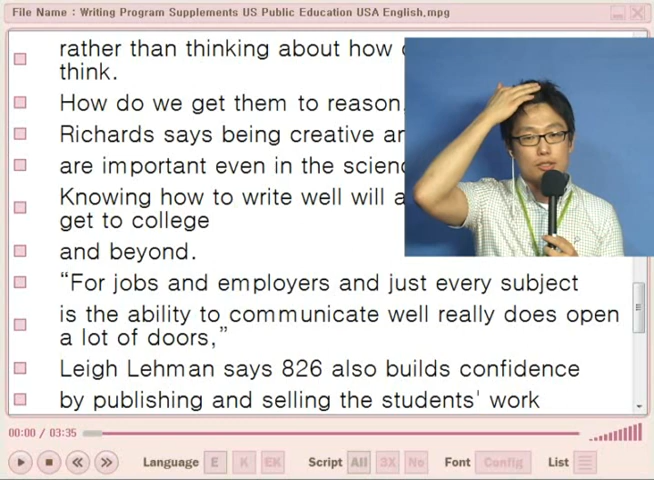 File Name : Writing Program Supplements US Public Education USA English.mpg
rather than thinking about how
think.
How do we get them to reason,
Richards says being creative
are important even in the
Knowing how to write well will
get to college
and beyond.
“For jobs and employers and just every subject
is the ability to communicate well really does open
a lot of doors,”
Leigh Lehman says 826 also builds confidence
by publishing and selling the students' work
00:00 / 03:35
Language E K EK Script All 3X No Font Config List